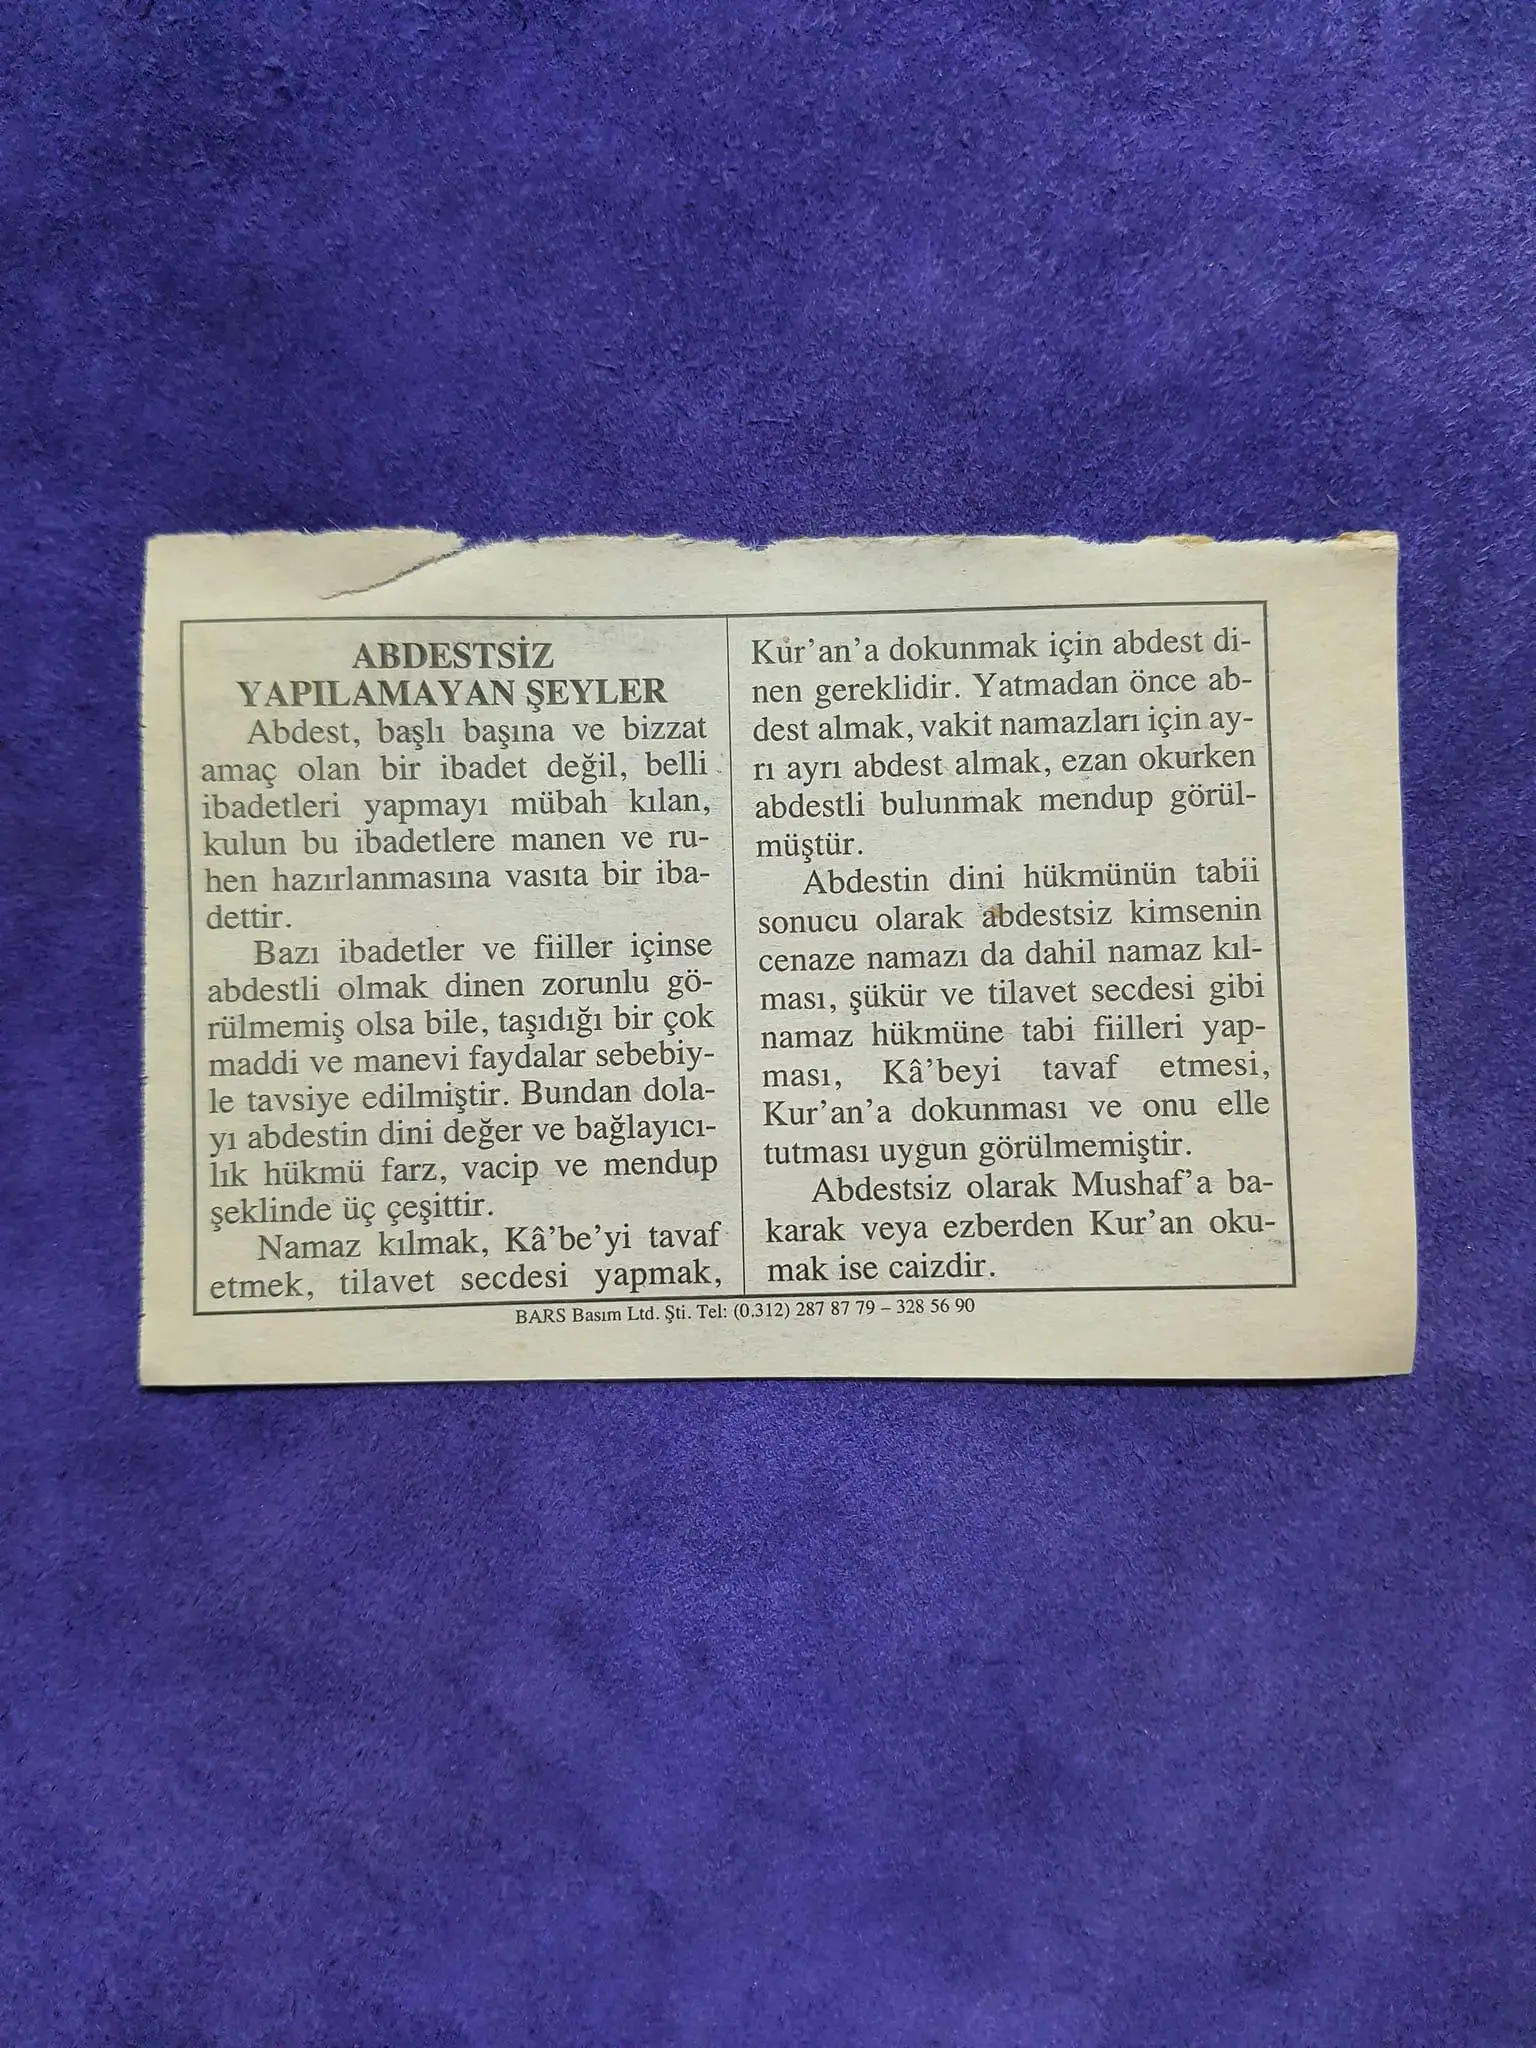 ABDESTSİZ
YAPILAMAYAN ŞEYLER
Abdest, başlı başına ve bizzat
amaç olan bir ibadet değil, belli
ibadetleri yapmayı mübah kılan,
kulun bu ibadetlere manen ve ru-
hen hazırlanmasına vasıta bir iba-
dettir.
Bazı ibadetler ve fiiller içinse
abdestli olmak dinen zorunlu gö-
rülmemiş olsa bile, taşıdığı bir çok
maddi ve manevi faydalar sebebiy-
le tavsiye edilmiştir. Bundan dola-
yı abdestin dini değer ve bağlayıcı-
lık hükmü farz, vacip ve mendup
şeklinde üç çeşittir.
Namaz kılmak, Kâ'be'yi tavaf
etmek, tilavet secdesi yapmak,
Kur'an'a dokunmak için abdest di-
nen gereklidir. Yatmadan önce ab-
dest almak, vakit namazları için ay-
rı ayrı abdest almak, ezan okurken
abdestli bulunmak mendup görül-
müştür.
Abdestin dini hükmünün tabii
sonucu olarak abdestsiz kimsenin
cenaze namazı da dahil namaz kıl-
ması, şükür ve tilavet secdesi gibi
namaz hükmüne tabi fiilleri yap-
ması, Kâ'beyi tavaf etmesi,
Kur'an'a dokunması ve onu elle
tutması uygun görülmemiştir.
Abdestsiz olarak Mushaf'a ba-
karak veya ezberden Kur'an oku-
mak ise caizdir.
BARS Basım Ltd. Şti. Tel: (0.312) 287 87 79 – 328 56 90